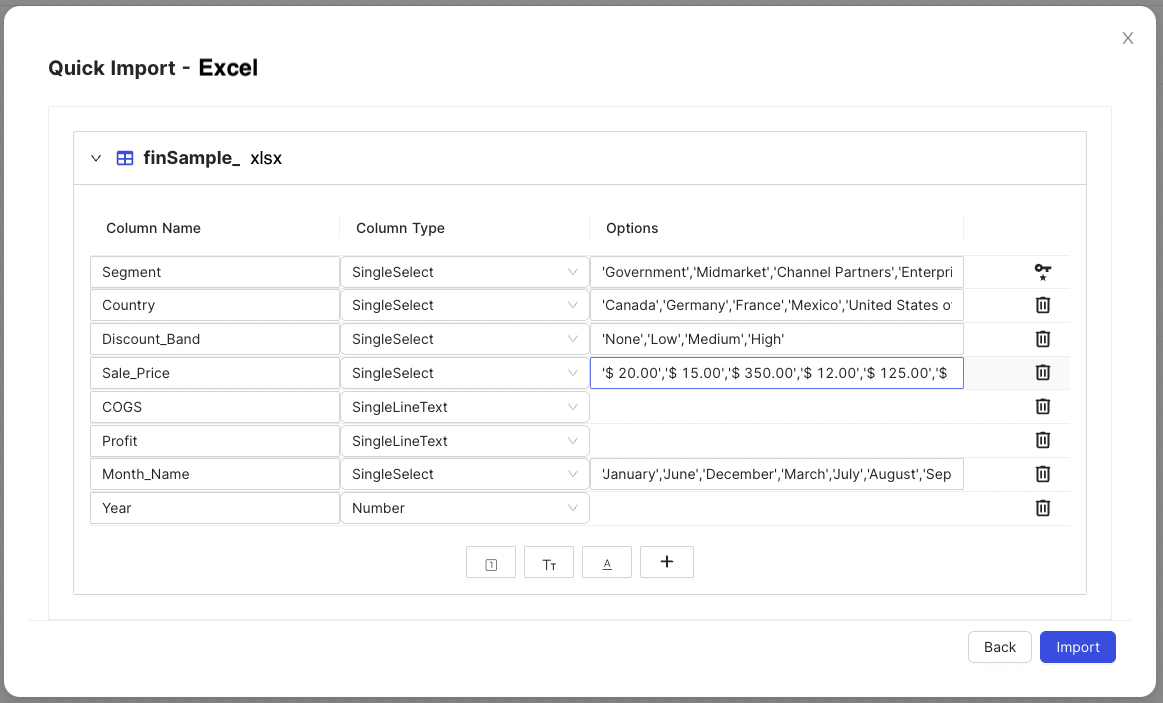 Quick Import - Excel
finSample_ xlsx
Column Name Column Type Options
Segment SingleSelect 'Government','Midmarket','Channel Partners','Enterpri
Country SingleSelect 'Canada','Germany','France','Mexico','United States o
Discount_Band SingleSelect 'None','Low','Medium','High'
Sale_Price SingleSelect '$ 20.00','$ 15.00','$ 350.00','$ 12.00','$ 125.00','$
COGS SingleLineText
Profit SingleLineText
Month_Name SingleSelect 'January','June','December','March','July','August','Sep
Year Number
1 TT A +
Back Import